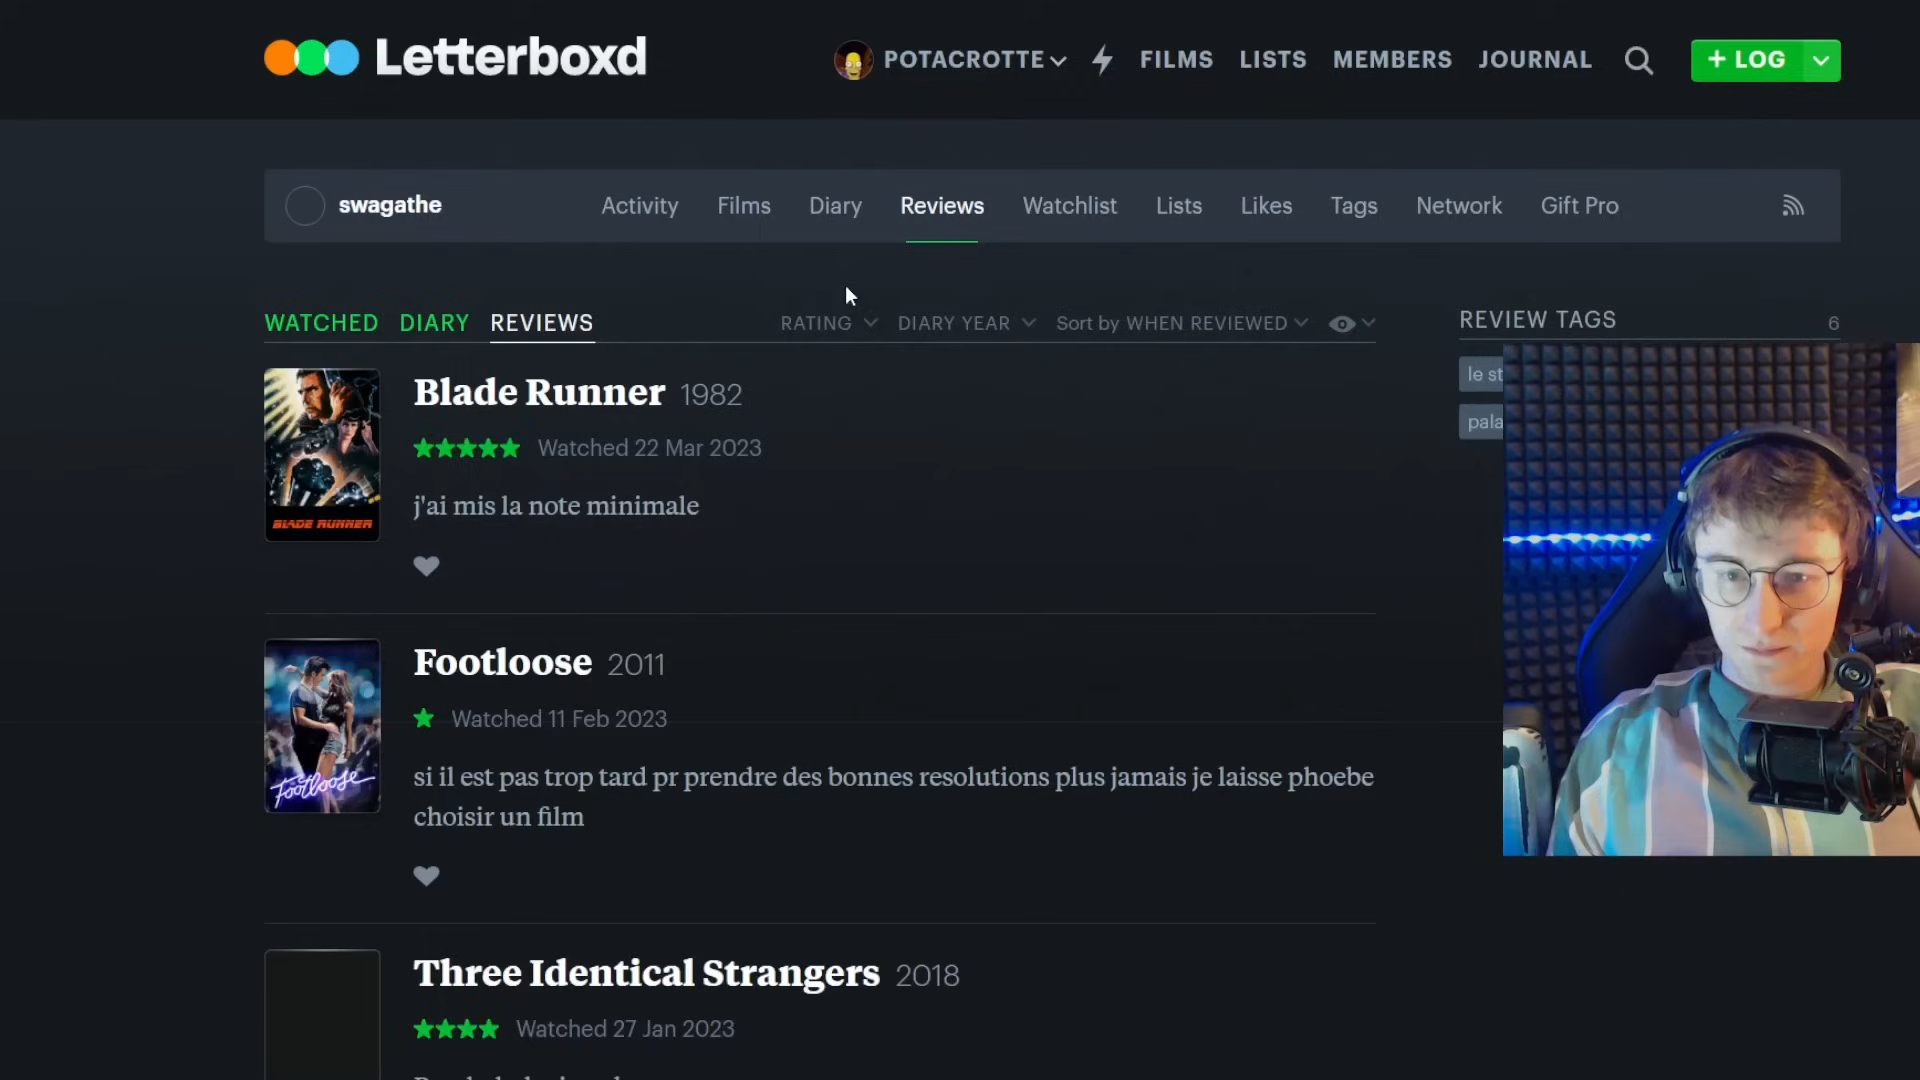 Letterboxd
POTACROTTE
FILMS
LISTS
MEMBERS
JOURNAL
+ LOG
swagathe
Activity
Films
Diary
Reviews
Watchlist
Lists
Likes
Tags
Network
Gift Pro
WATCHED
DIARY
REVIEWS
RATING
DIARY YEAR
Sort by WHEN REVIEWED
REVIEW TAGS
6
le st
pala
Blade Runner 1982
★★★★★ Watched 22 Mar 2023
j'ai mis la note minimale
BLADE RUNNER
Footloose 2011
★ Watched 11 Feb 2023
si il est pas trop tard pr prendre des bonnes resolutions plus jamais je laisse phoebe
choisir un film
Footloose
Three Identical Strangers 2018
★★★★ Watched 27 Jan 2023